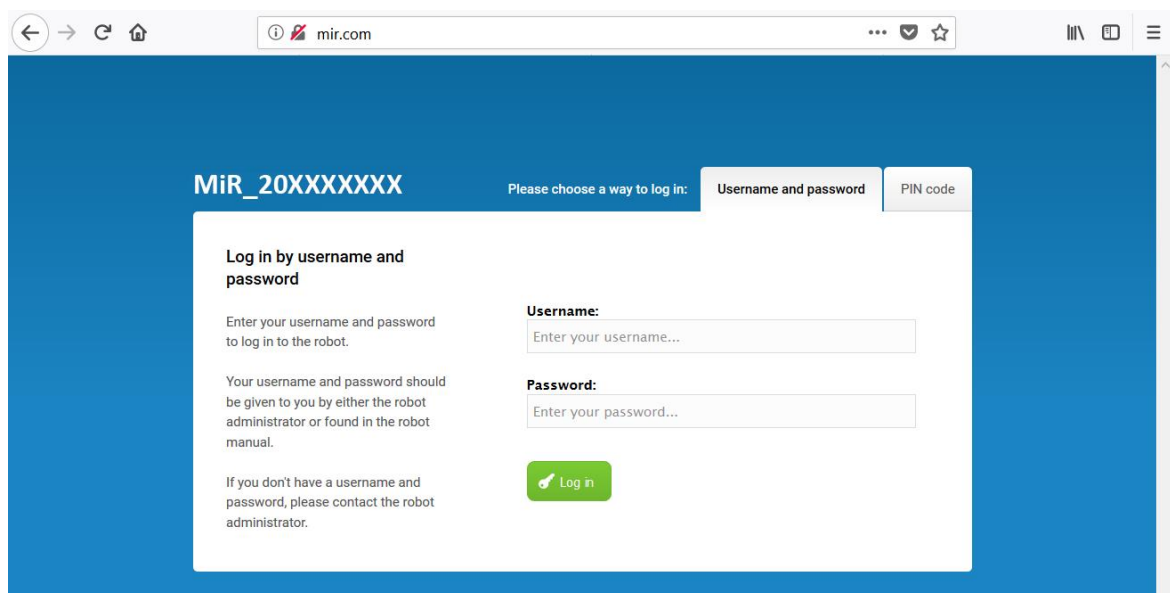 mir.com
MiR_20XXXXXXX
Please choose a way to log in:
Username and password
PIN code
Log in by username and
password
Enter your username and password
to log in to the robot.
Your username and password should
be given to you by either the robot
administrator or found in the robot
manual.
If you don't have a username and
password, please contact the robot
administrator.
Username:
Enter your username...
Password:
Enter your password...
Log in